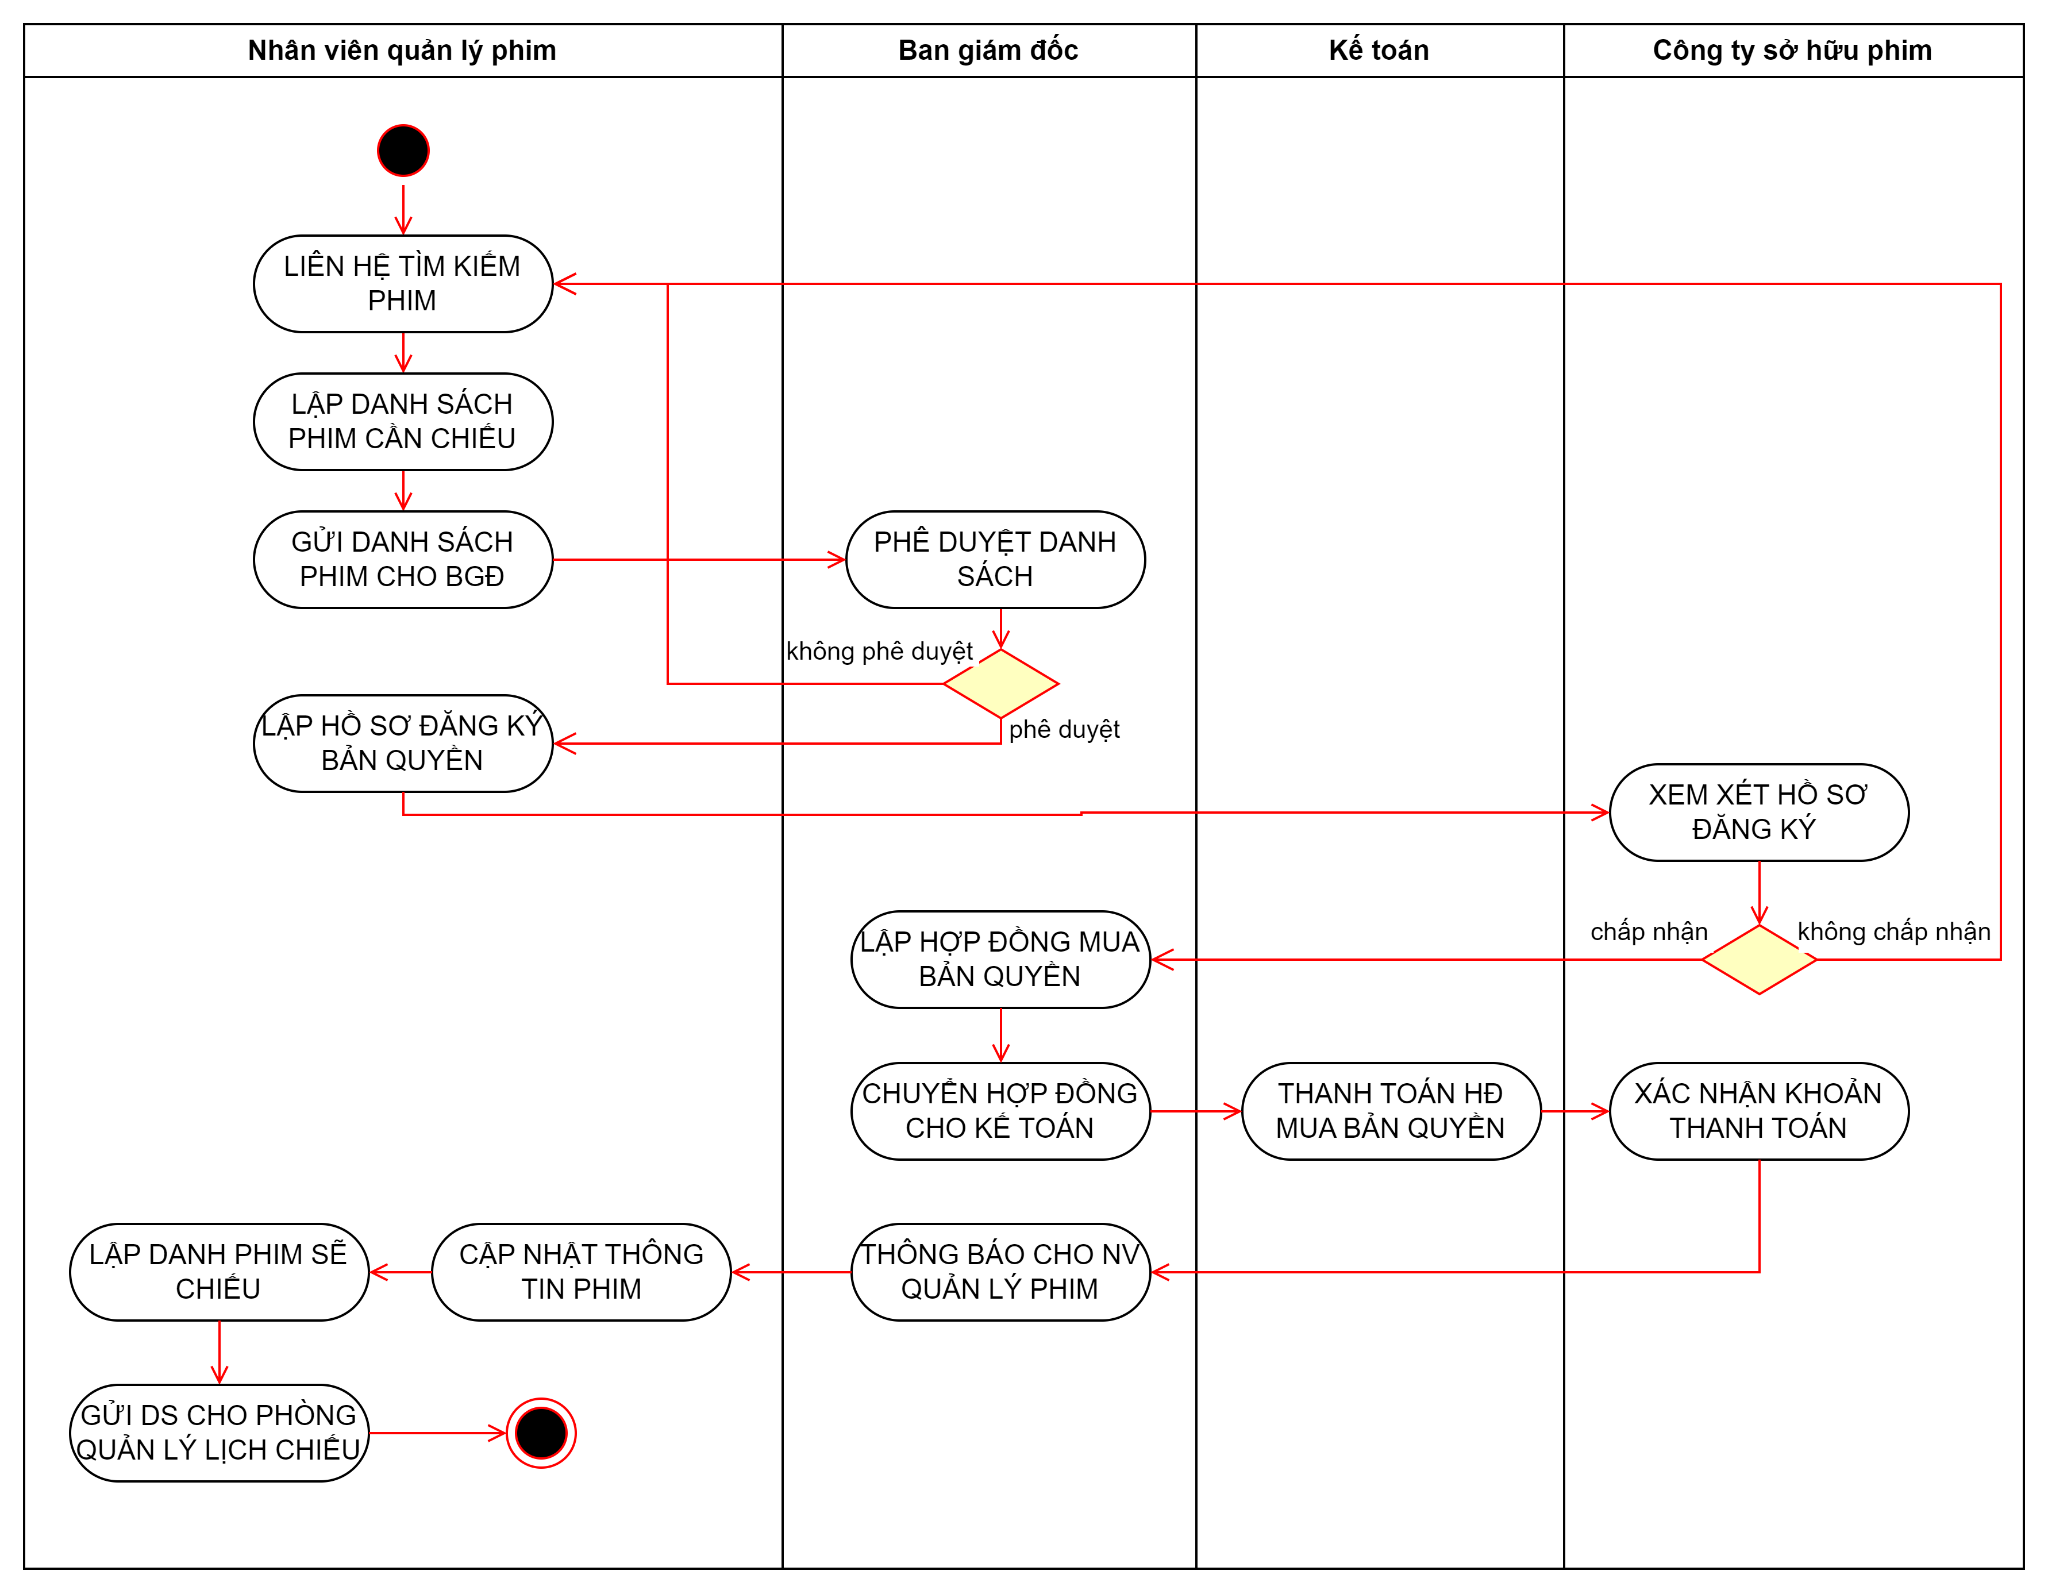 Nhân viên quản lý phim
Ban giám đốc
Kế toán
Công ty sở hữu phim
LIÊN HỆ TÌM KIẾM
PHIM
LẬP DANH SÁCH
PHIM CẦN CHIẾU
GỬI DANH SÁCH
PHIM CHO BGĐ
PHÊ DUYỆT DANH
SÁCH
không phê duyệt
phê duyệt
LẬP HỒ SƠ ĐĂNG KÝ
BẢN QUYỀN
XEM XÉT HỒ SƠ
ĐĂNG KÝ
chấp nhận
không chấp nhận
LẬP HỢP ĐỒNG MUA
BẢN QUYỀN
CHUYỂN HỢP ĐỒNG
CHO KẾ TOÁN
THANH TOÁN HĐ
MUA BẢN QUYỀN
XÁC NHẬN KHOẢN
THANH TOÁN
LẬP DANH PHIM SẼ
CHIẾU
CẬP NHẬT THÔNG
TIN PHIM
THÔNG BÁO CHO NV
QUẢN LÝ PHIM
GỬI DS CHO PHÒNG
QUẢN LÝ LỊCH CHIẾU